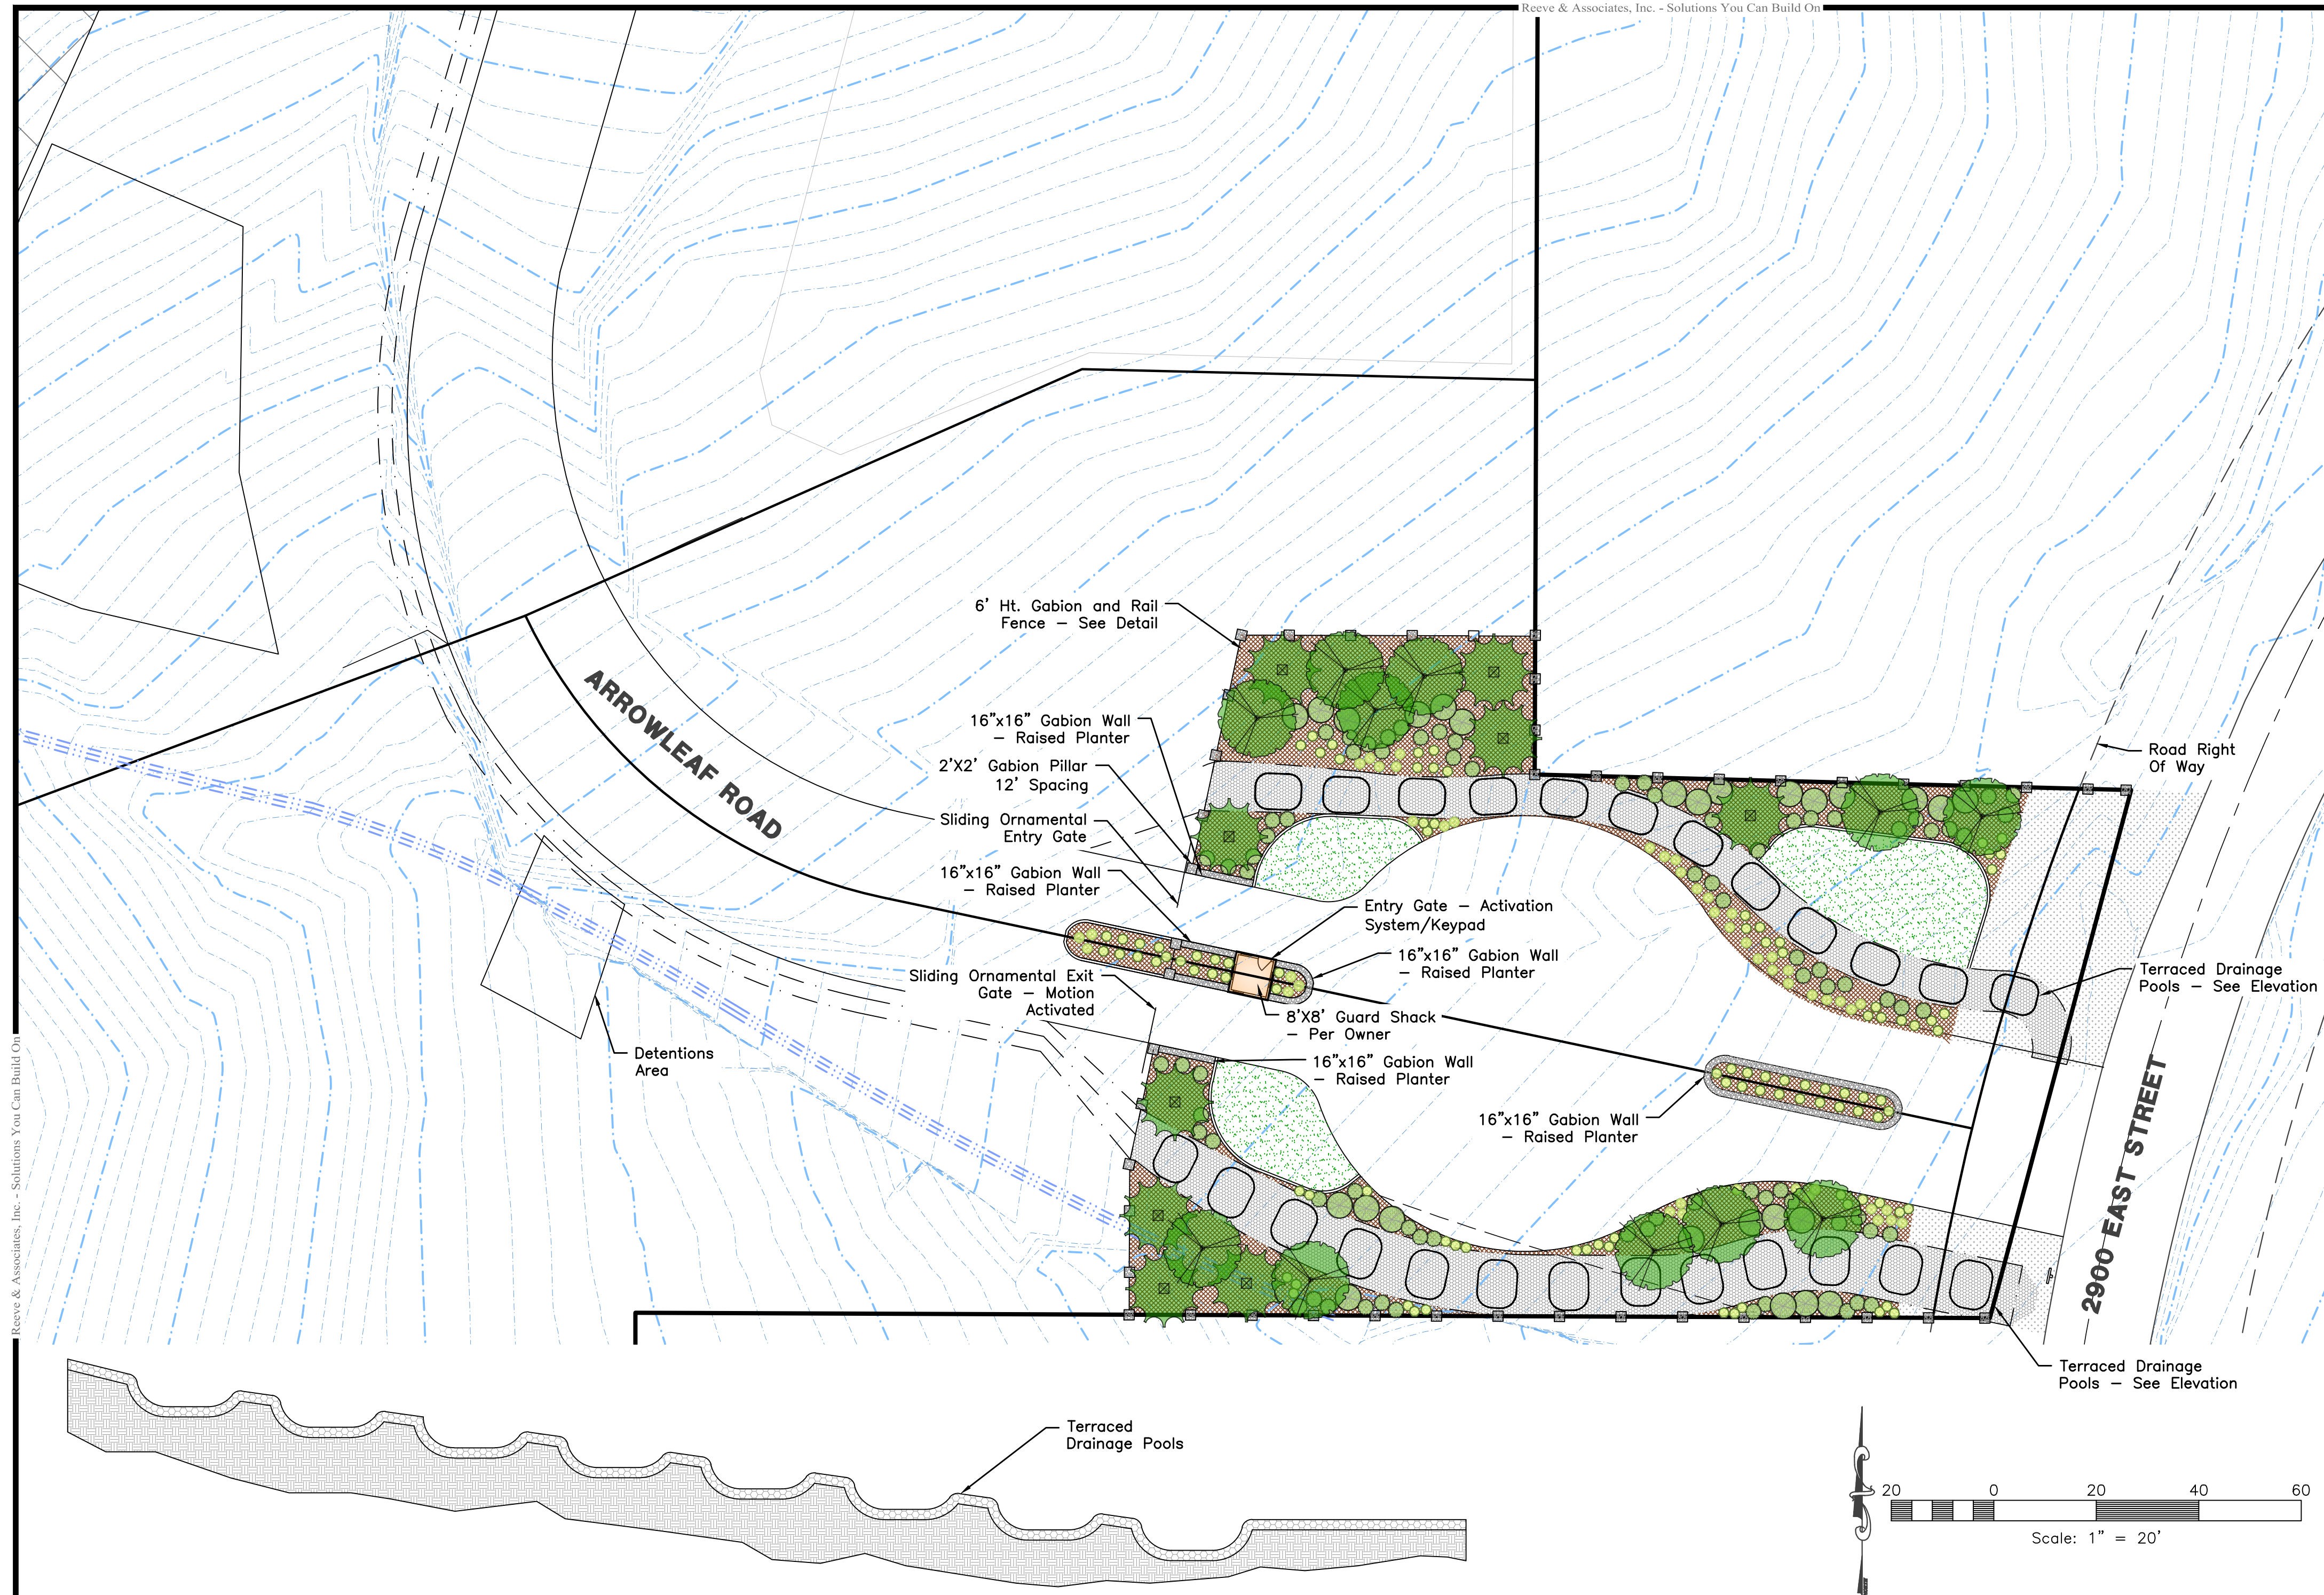 Reeve & Associates, Inc. - Solutions You Can Build On
6' Ht. Gabion and Rail
Fence – See Detail
ARROWLEAF ROAD
16"x16" Gabion Wall
– Raised Planter
2'X2' Gabion Pillar
12' Spacing
Sliding Ornamental
Entry Gate
16"x16" Gabion Wall
– Raised Planter
Road Right
Of Way
Entry Gate – Activation
System/Keypad
16"x16" Gabion Wall
– Raised Planter
Sliding Ornamental Exit
Gate – Motion
Activated
Terraced Drainage
Pools – See Elevation
8'X8' Guard Shack
– Per Owner
Detentions
Area
16"x16" Gabion Wall
– Raised Planter
16"x16" Gabion Wall
– Raised Planter
2900 EAST STREET
Reeve & Associates, Inc. - Solutions You Can Build On
Terraced Drainage
Pools – See Elevation
Terraced
Drainage Pools
20 0 20 40 60
Scale: 1" = 20'